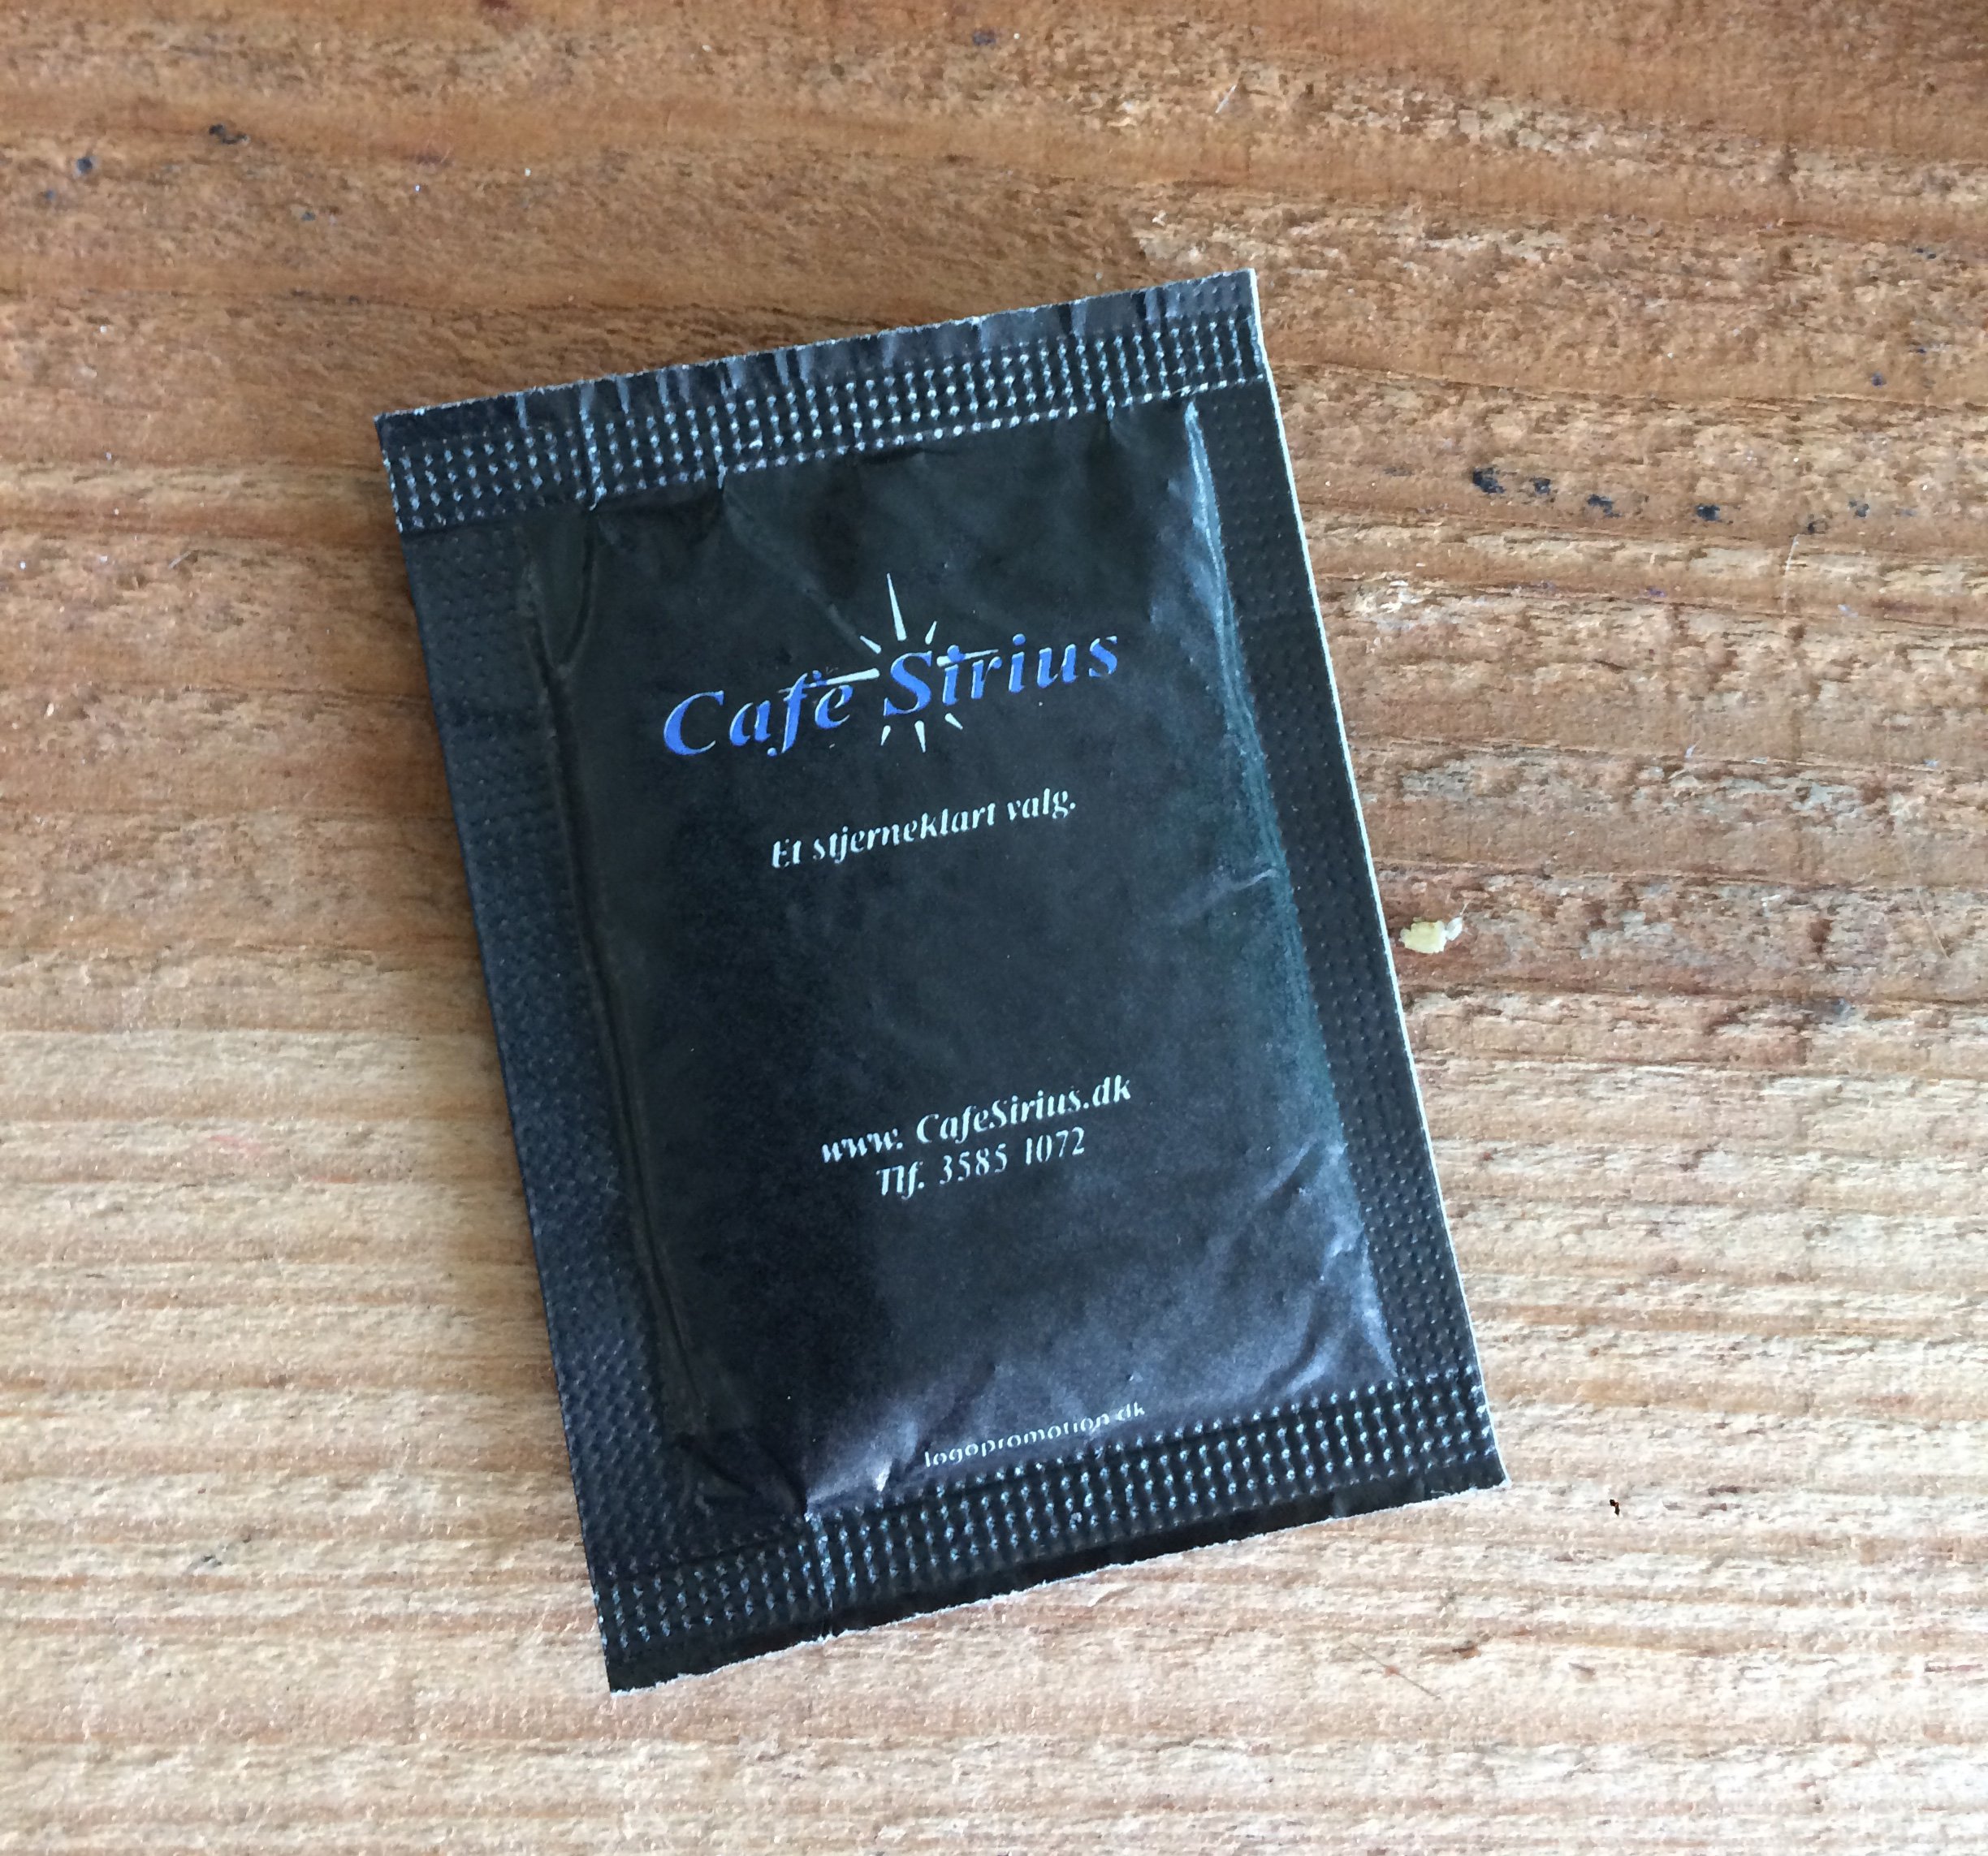 Cafe Sirius
Et stjerneklart valg.
www. CafeSirius.dk
Tlf. 3585 1072
logopromotion.dk